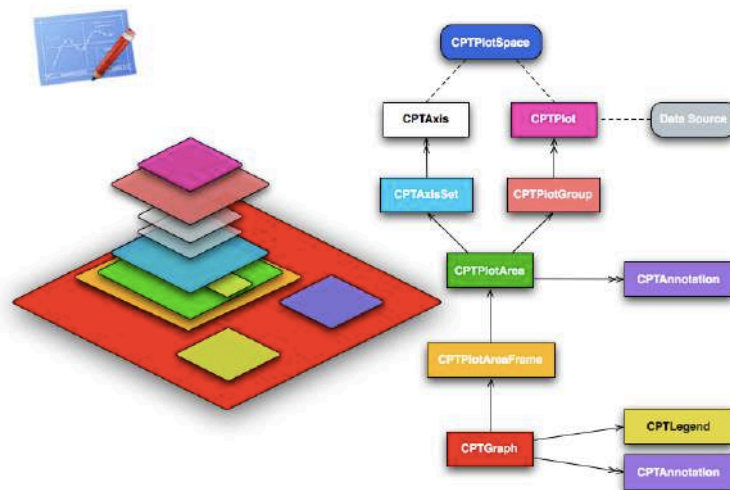 CPTPlotSpace
CPTAxis
CPTPlot
Data Source
CPTAxisSet
CPTPlotGroup
CPTPlotArea
CPTAnnotation
CPTPlotAreaFrame
CPTLegend
CPTGraph
CPTAnnotation